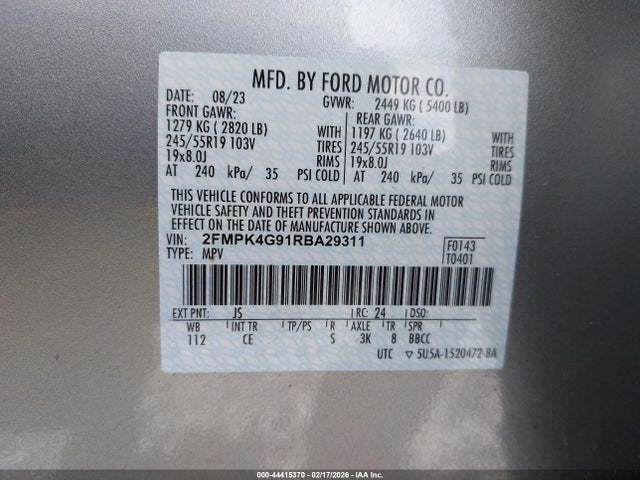 MFD. BY FORD MOTOR CO.
DATE: 08/23 GVWR: 2449 KG ( 5400 LB)
FRONT GAWR: REAR GAWR:
1279 KG ( 2820 LB) WITH 1197 KG ( 2640 LB) WITH
245/55R19 103V TIRES 245/55R19 103V TIRES
19x8.0J RIMS 19x8.0J RIMS
AT 240 kPa/ 35 PSI COLD AT 240 kPa/ 35 PSI COLD
THIS VEHICLE CONFORMS TO ALL APPLICABLE FEDERAL MOTOR
VEHICLE SAFETY AND THEFT PREVENTION STANDARDS IN
EFFECT ON THE DATE OF MANUFACTURE SHOWN ABOVE.
VIN: 2FMPK4G91RBA29311 F0143
TYPE: MPV T0401
EXT PNT: JS RC: 24 DSO:
WB INT TR TP/PS R AXLE TR SPR
112 CE S 3K 8 BBCC
UTC ▽ 5U5A-1520472-BA
000-44415370 - 02/17/2026 - IAA Inc.